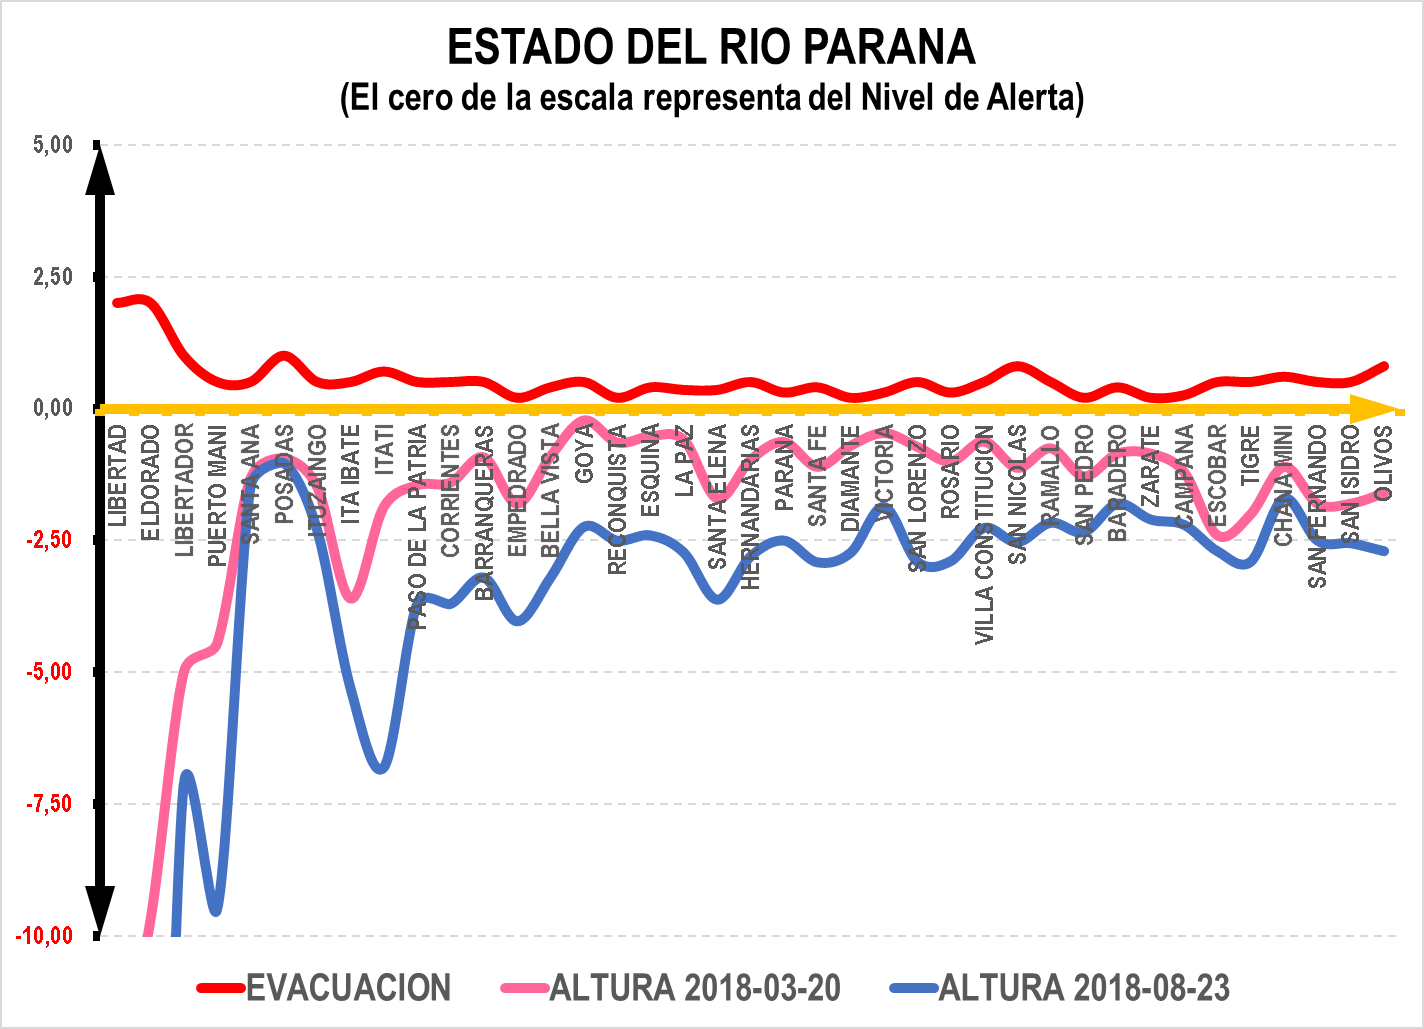 ESTADO DEL RIO PARANA
(El cero de la escala representa del Nivel de Alerta)
5,00
2,50
0,00
-2,50
-5,00
-7,50
-10,00
LIBERTAD
ELDORADO
LIBERTADOR
PUERTO MANI
SANTA ANA
POSADAS
ITUZAINGO
ITA IBATE
ITATI
PASO DE LA PATRIA
CORRIENTES
BARRANQUERAS
EMPEDRADO
BELLA VISTA
GOYA
RECONQUISTA
ESQUINA
LA PAZ
SANTA ELENA
HERNANDARIAS
PARANA
SANTA FE
DIAMANTE
VICTORA
SAN LORENZO
ROSARIO
VILLA CONSTITUCION
SAN NICOLAS
RAMALLO
SAN PEDRO
BARADERO
ZARATE
CAMPANA
ESCOBAR
TIGRE
CHANA MINI
SAN FERNANDO
SAN ISIDRO
OLIVOS
EVACUACION
ALTURA 2018-03-20
ALTURA 2018-08-23